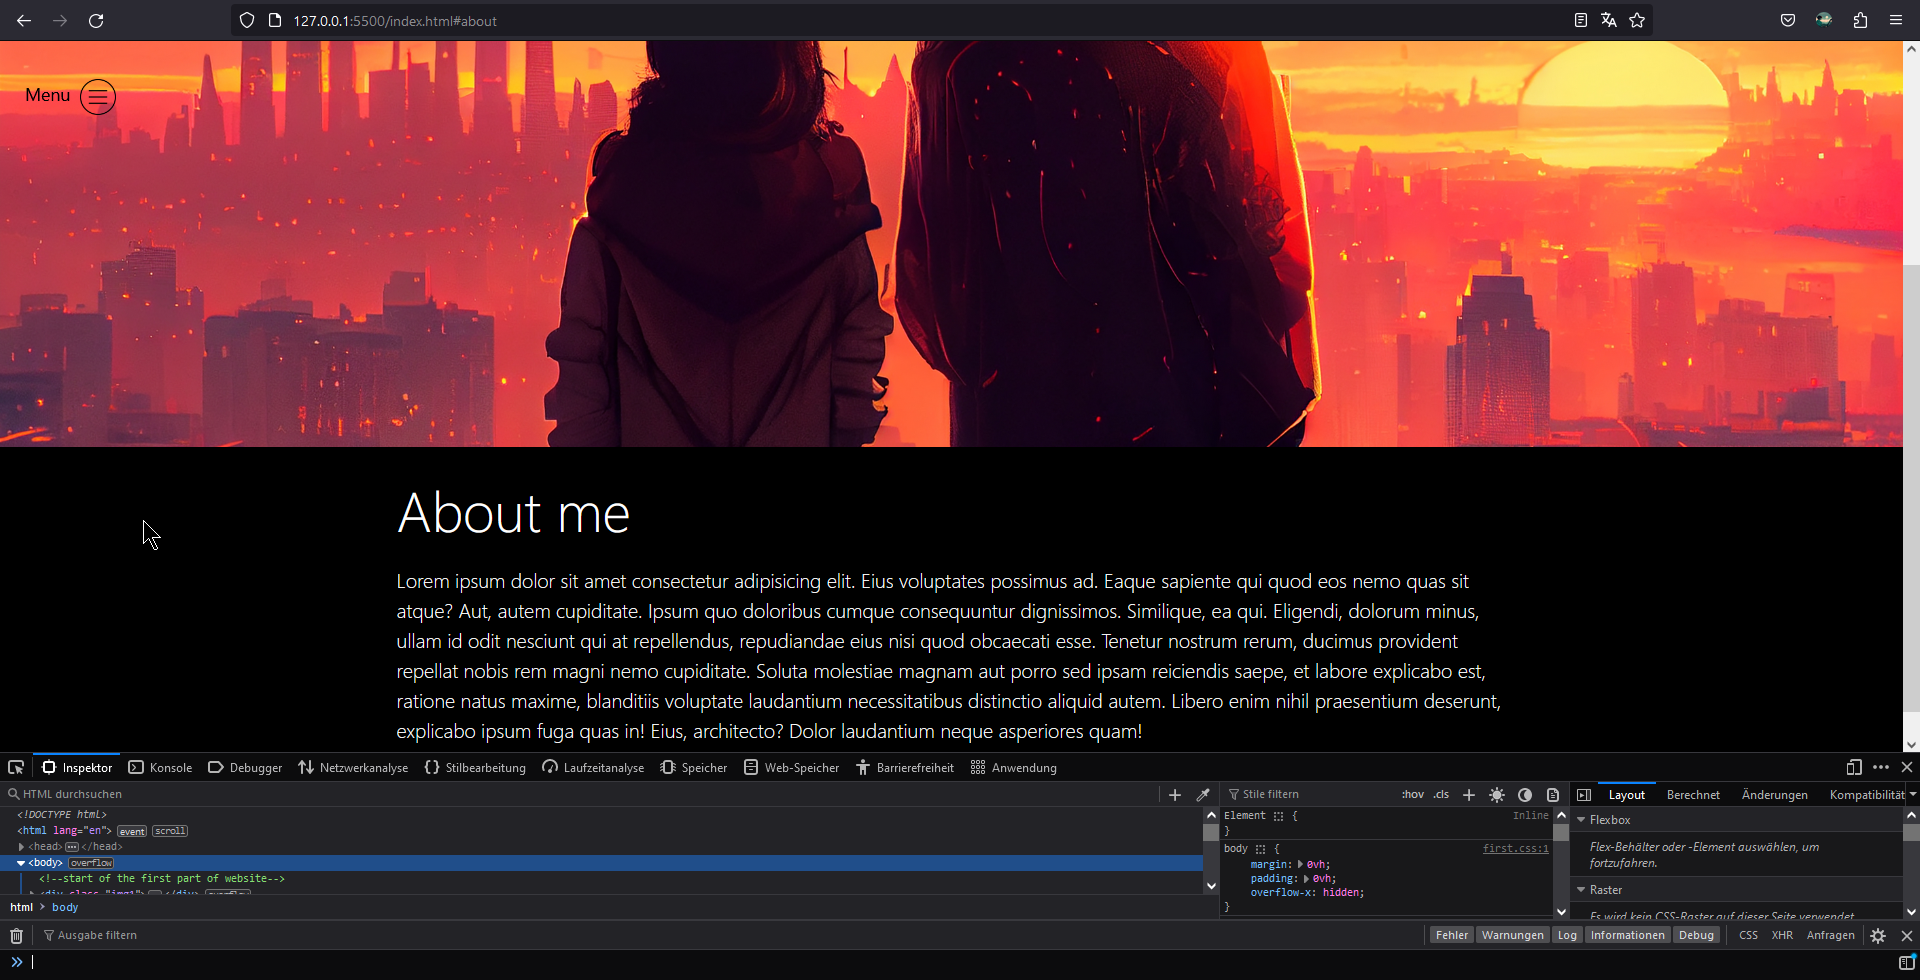 127.0.0.1:5500/index.html#about
Menu
About me
Lorem ipsum dolor sit amet consectetur adipisicing elit. Eius voluptates possimus ad. Eaque sapiente qui quod eos nemo quas sit
atque? Aut, autem cupiditate. Ipsum quo doloribus cumque consequuntur dignissimos. Similique, ea qui. Eligendi, dolorum minus,
ullam id odit nesciunt qui at repellendus, repudiandae eius nisi quod obcaecati esse. Tenetur nostrum rerum, ducimus provident
repellat nobis rem magni nemo cupiditate. Soluta molestiae magnam aut porro sed ipsam reiciendis saepe, et labore explicabo est,
ratione natus maxime, blanditiis voluptate laudantium necessitatibus distinctio aliquid autem. Libero enim nihil praesentium deserunt,
explicabo ipsum fuga quas in! Eius, architecto? Dolor laudantium neque asperiores quam!
Inspektor Konsole Debugger Netzwerkanalyse Stilbearbeitung Laufzeitanalyse Speicher Web-Speicher Barrierefreiheit Anwendung
HTML durchsuchen
<!DOCTYPE html>
<html lang="en"> event scroll
<head> ••• </head>
<body> overflow
<!--start of the first part of website-->
<div class="img1"> </div> overflow
html > body
Stile filtern :hov .cls
Element { Inline
}
body { first.css:1
margin: 0vh;
padding: 0vh;
overflow-x: hidden;
}
Layout Berechnet Änderungen Kompatibilität
Flexbox
Flex-Behälter oder -Element auswählen, um
fortzufahren.
Raster
Es wird kein CSS-Raster auf dieser Seite verwendet
Ausgabe filtern
Fehler Warnungen Log Informationen Debug CSS XHR Anfragen